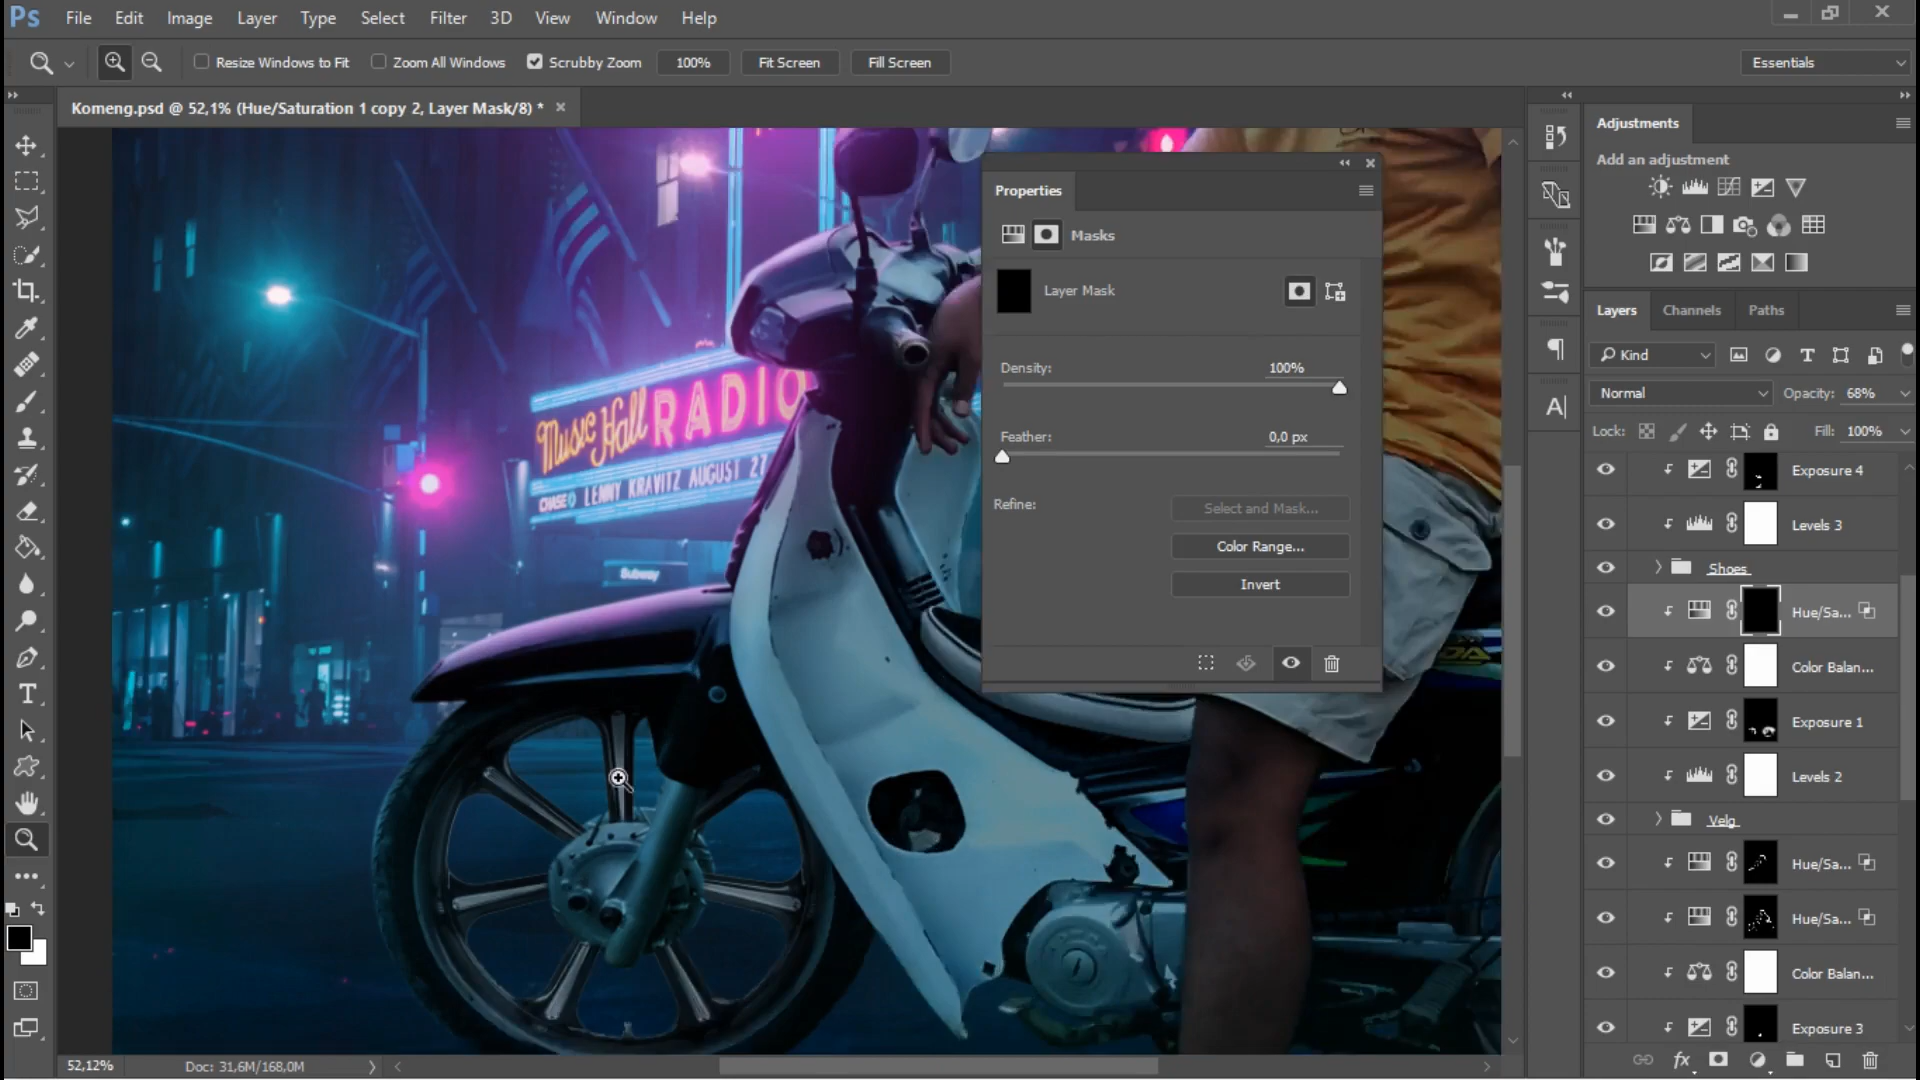 Ps File Edit Image Layer Type Select Filter 3D View Window Help
Resize Windows to Fit Zoom All Windows Scrubby Zoom 100% Fit Screen Fill Screen Essentials
Komeng.psd @ 52,1% (Hue/Saturation 1 copy 2, Layer Mask/8) *
Music Hall RADIO
CHASE LENNY KRAVITZ AUGUST 27
Subway
Properties
Masks
Layer Mask
Density: 100%
Feather: 0,0 px
Refine: Select and Mask...
Color Range...
Invert
Adjustments
Add an adjustment
Layers Channels Paths
Kind
Normal Opacity: 68%
Lock: Fill: 100%
Exposure 4
Levels 3
Shoes
Hue/Sa...
Color Balan...
Exposure 1
Levels 2
Velg
Hue/Sa...
Hue/Sa...
Color Balan...
Exposure 3
52,12% Doc: 31,6M/168,0M